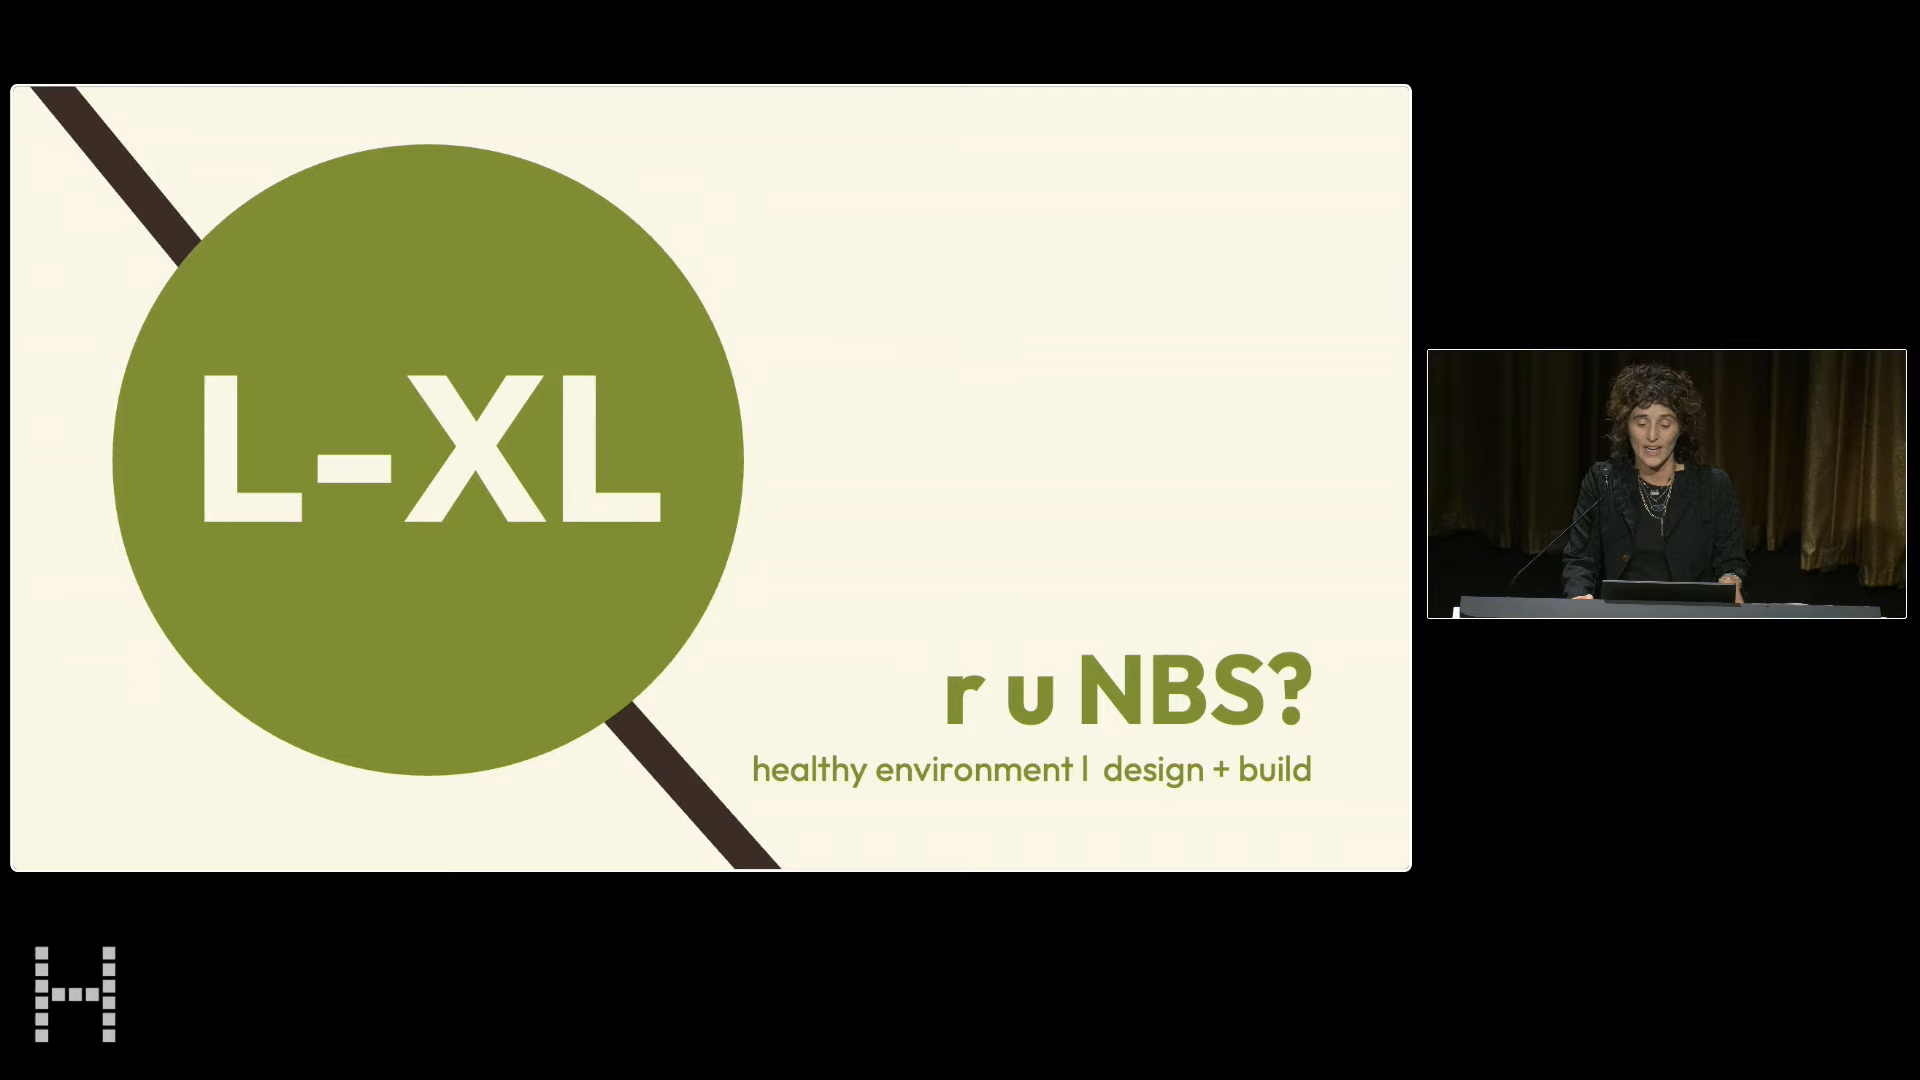 L-XL
r u NBS?
healthy environment | design + build
H